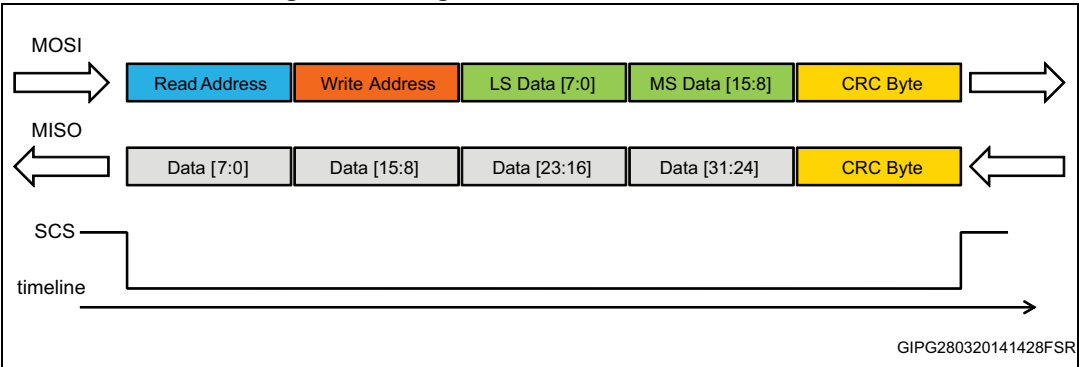 MOSI
Read Address Write Address LS Data [7:0] MS Data [15:8] CRC Byte
MISO
Data [7:0] Data [15:8] Data [23:16] Data [31:24] CRC Byte
SCS
timeline
GIPG280320141428FSR